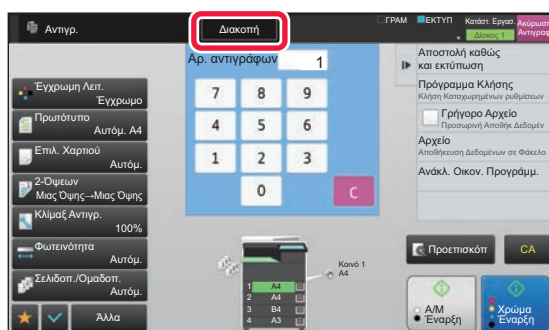 Αντιγρ.
Διακοπή
ΓΡΑΜ
ΕΚΤΥΠ
Κατάστ. Εργασ.
Δίσκος 1
Ακύρωση
Αντιγραφ
Αρ. αντιγράφων 1
7 8 9
4 5 6
1 2 3
0 C
Έγχρωμη Λειτ.
Έγχρωμο
Πρωτότυπο
Αυτόμ. A4
Επιλ. Χαρτιού
Αυτόμ.
2-Όψεων
Μιας Όψης→Μιας Όψης
Κλίμαξ Αντιγρ.
100%
Φωτεινότητα
Αυτόμ.
Σελιδοπ./Ομαδοπ.
Αυτόμ.
Άλλα
Κοινό 1
A4
1 A4
2 A4
3 B4
4 A3
Αποστολή καθώς
και εκτύπωση
Πρόγραμμα Κλήσης
Κλήση Καταχωρημένων ρυθμίσεων
Γρήγορο Αρχείο
Προσωρινή Αποθήκ Δεδομέν
Αρχείο
Αποθήκευση Δεδομένων σε Φάκελο
Ανάκλ. Οικον. Προγράμμ.
Προεπισκόπ
CA
Α/Μ
Έναρξη
Χρώμα
Έναρξη